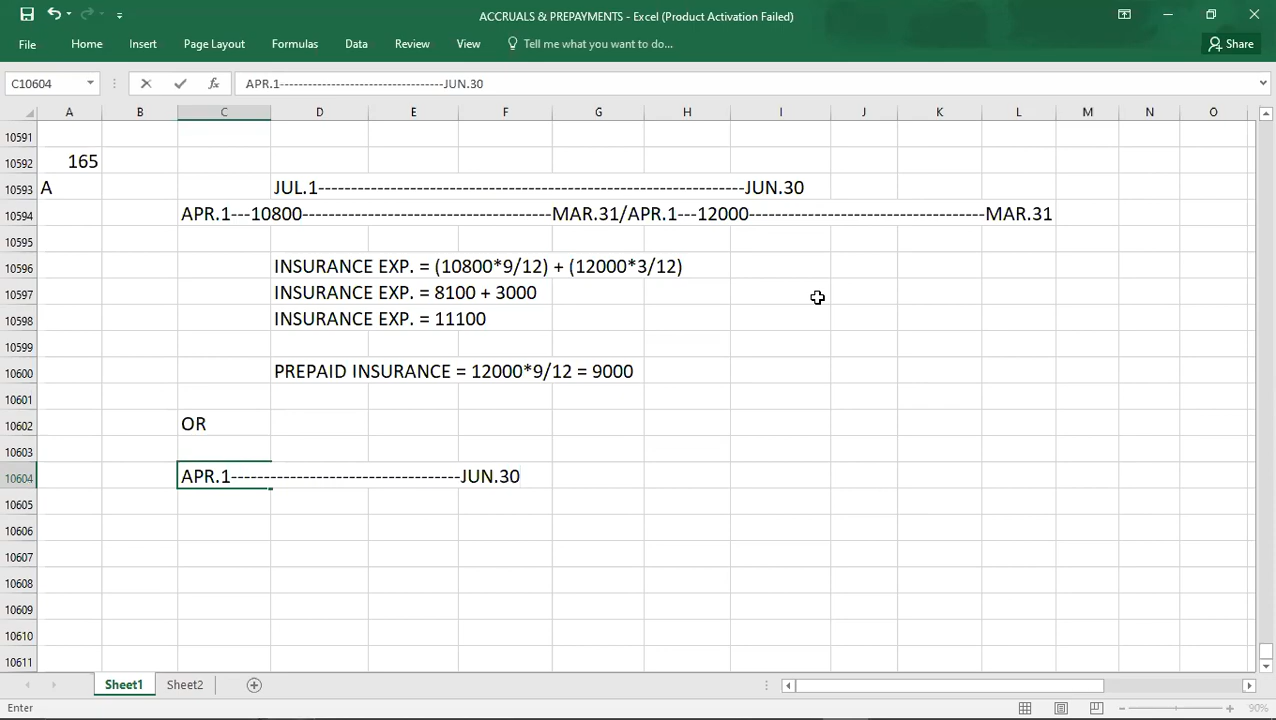 ACCRUALS & PREPAYMENTS - Excel (Product Activation Failed)
File Home Insert Page Layout Formulas Data Review View Tell me what you want to do... Share
C10604 fx APR.1-----------------------------------JUN.30
A B C D E F G H I J K L M N O
10591
10592 165
10593 A JUL.1-----------------------------------------------------------------JUN.30
10594 APR.1---10800--------------------------------------MAR.31/APR.1---12000------------------------------------MAR.31
10595
10596 INSURANCE EXP. = (10800*9/12) + (12000*3/12)
10597 INSURANCE EXP. = 8100 + 3000
10598 INSURANCE EXP. = 11100
10599
10600 PREPAID INSURANCE = 12000*9/12 = 9000
10601
10602 OR
10603
10604 APR.1-----------------------------------JUN.30
10605
10606
10607
10608
10609
10610
10611
Sheet1 Sheet2
Enter 90%